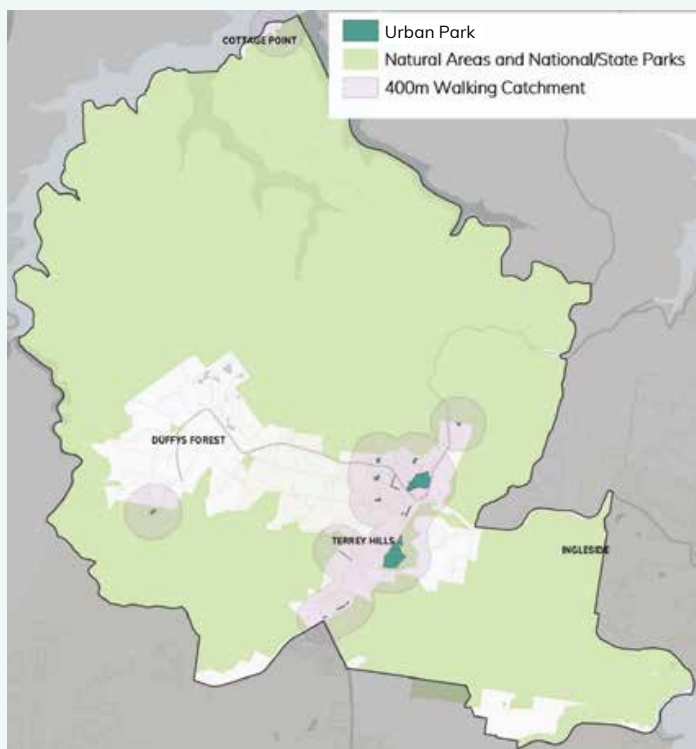 COTTAGE POINT
Urban Park
Natural Areas and National/State Parks
400m Walking Catchment
DUFFYS FOREST
TERREY HILLS
INGLESIDE